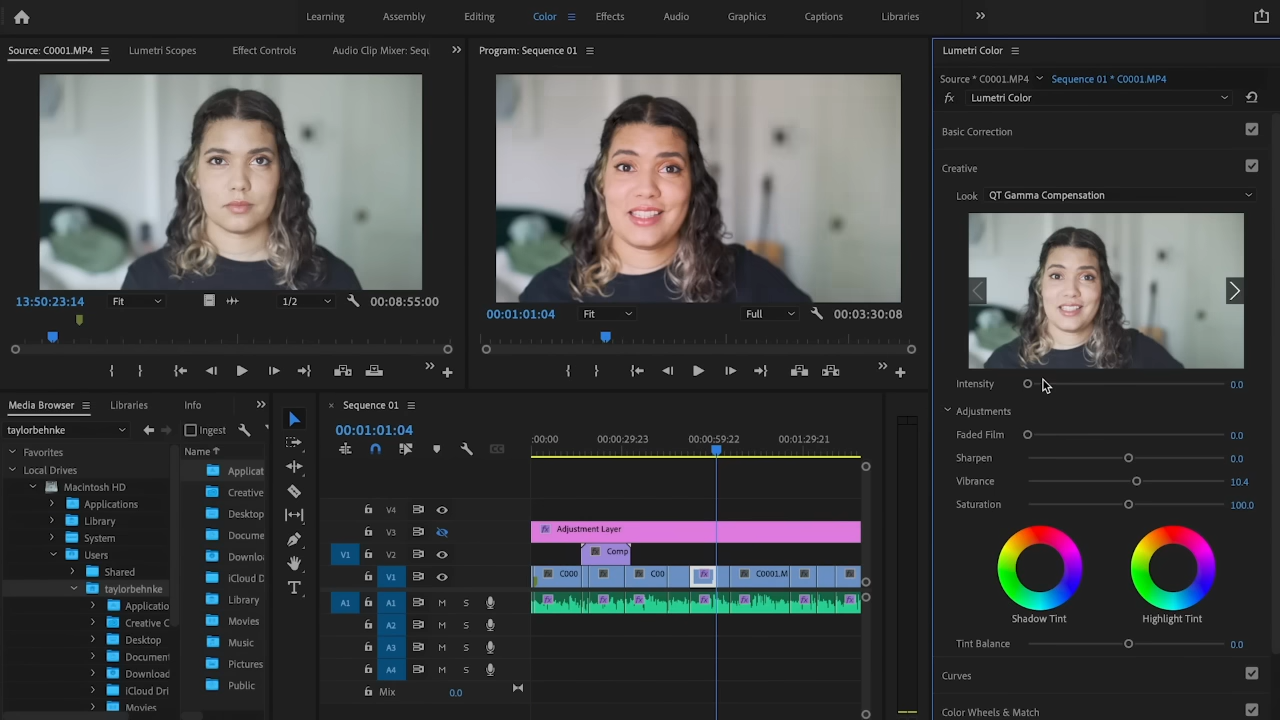 Learning Assembly Editing Color Effects Audio Graphics Captions Libraries
Source: C0001.MP4 Lumetri Scopes Effect Controls Audio Clip Mixer: Sequ
13:50:23:14 Fit 1/2 00:08:55:00
Program: Sequence 01
00:01:01:04 Fit Full 00:03:30:08
Lumetri Color
Source * C0001.MP4 Sequence 01 * C0001.MP4
fx Lumetri Color
Basic Correction
Creative
Look QT Gamma Compensation
Intensity 0.0
Adjustments
Faded Film 0.0
Sharpen 0.0
Vibrance 10.4
Saturation 100.0
Shadow Tint Highlight Tint
Tint Balance 0.0
Curves
Color Wheels & Match
Media Browser Libraries Info
taylorbehnke Ingest
Favorites
Local Drives
Macintosh HD
Applications
Library
System
Users
Shared
taylorbehnke
Applicatio
Creative C
Desktop
Document
Download
iCloud Dri
Movies
Name
Applicat
Creative
Desktop
Docume
Downlo
iCloud D
Library
Movies
Music
Pictures
Public
Sequence 01
00:01:01:04
:00:00 00:00:29:23 00:00:59:22 00:01:29:21
V4
V3 Adjustment Layer
V1 V2 Comp
V1 C000 C00 C0001.M
A1 A1 M S
A2 M S
A3 M S
A4 M S
Mix 0.0